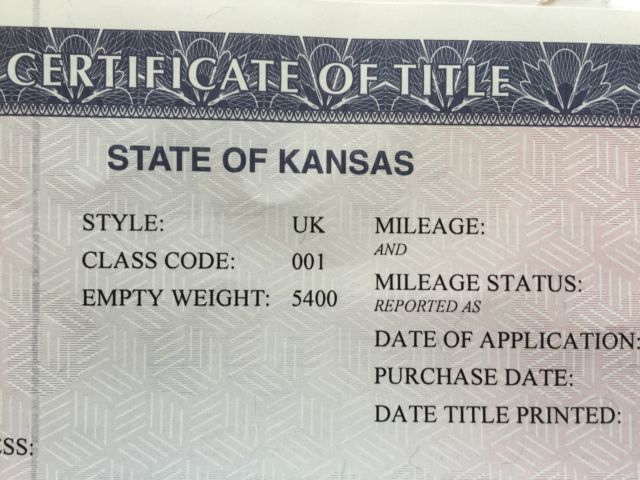 CERTIFICATE OF TITLE
STATE OF KANSAS
STYLE: UK
CLASS CODE: 001
EMPTY WEIGHT: 5400
MILEAGE:
AND
MILEAGE STATUS:
REPORTED AS
DATE OF APPLICATION:
PURCHASE DATE:
DATE TITLE PRINTED:
SS: